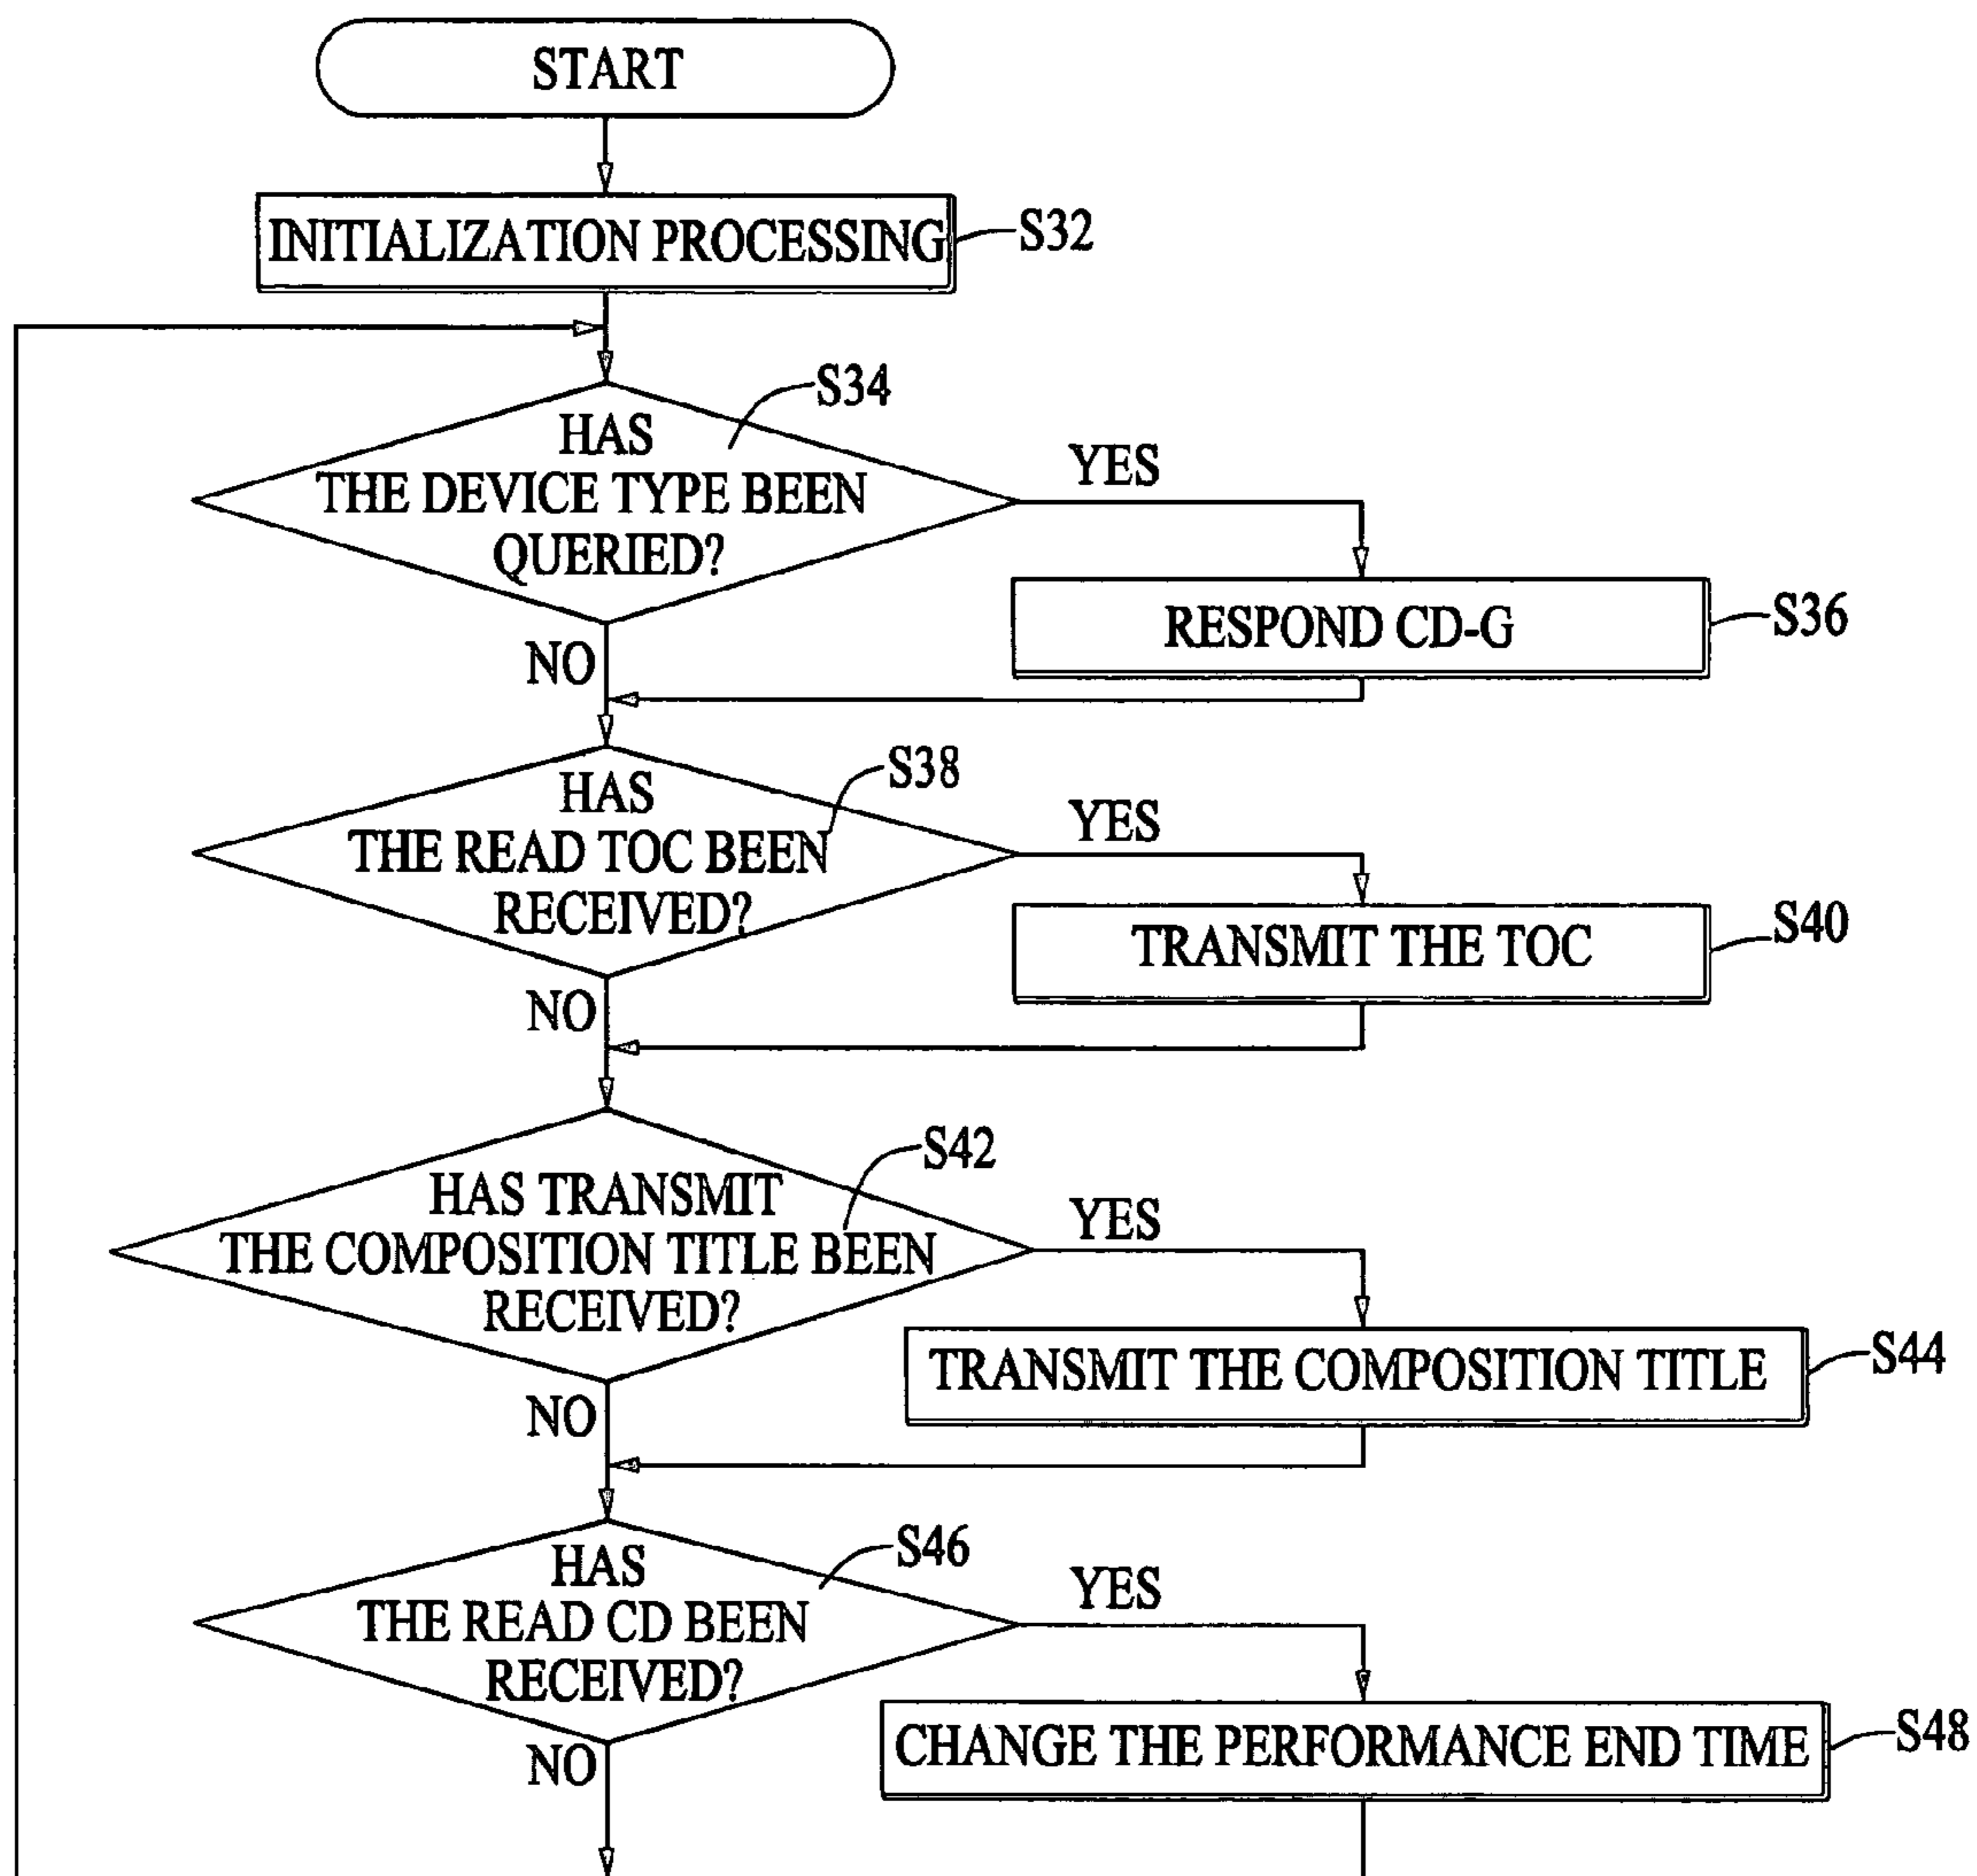 START
INITIALIZATION PROCESSING
S32
S34
HAS
THE DEVICE TYPE BEEN
QUERIED?
YES
RESPOND CD-G
S36
NO
S38
HAS
THE READ TOC BEEN
RECEIVED?
YES
TRANSMIT THE TOC
S40
NO
S42
HAS TRANSMIT
THE COMPOSITION TITLE BEEN
RECEIVED?
YES
TRANSMIT THE COMPOSITION TITLE
S44
NO
S46
HAS
THE READ CD BEEN
RECEIVED?
YES
CHANGE THE PERFORMANCE END TIME
S48
NO